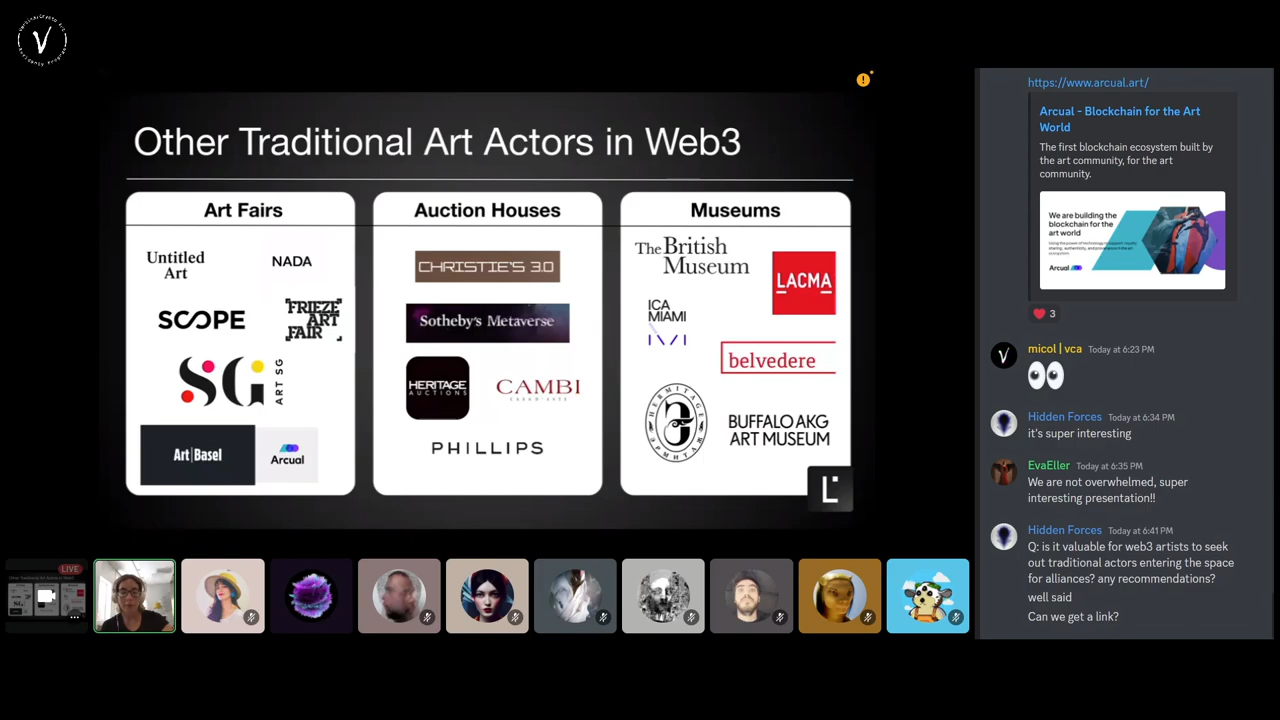 V
Other Traditional Art Actors in Web3
Art Fairs
Untitled
Art
NADA
SCOPE
FRIEZE
ART
FAIR
SG
ART SG
Art|Basel
Arcual
Auction Houses
CHRISTIE'S 3.0
Sotheby's Metaverse
HERITAGE
AUCTIONS
CAMBI
CASA D'ASTE
PHILLIPS
Museums
The British
Museum
LACMA
ICA
MIAMI
belvedere
HERMITAGE
ЭРМИТАЖ
BUFFALO AKG
ART MUSEUM
L
LIVE
https://www.arcual.art/
Arcual - Blockchain for the Art
World
The first blockchain ecosystem built by
the art community, for the art
community.
We are building the
blockchain for the
art world
Arcual
3
micol | vca Today at 6:23 PM
Hidden Forces Today at 6:34 PM
it's super interesting
EvaEller Today at 6:35 PM
We are not overwhelmed, super
interesting presentation!!
Hidden Forces Today at 6:41 PM
Q: is it valuable for web3 artists to seek
out traditional actors entering the space
for alliances? any recommendations?
well said
Can we get a link?